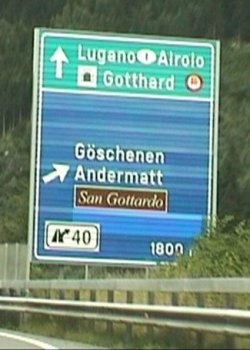 Lugano Airolo
Gotthard
Göschenen
Andermatt
San Gottardo
40
1800